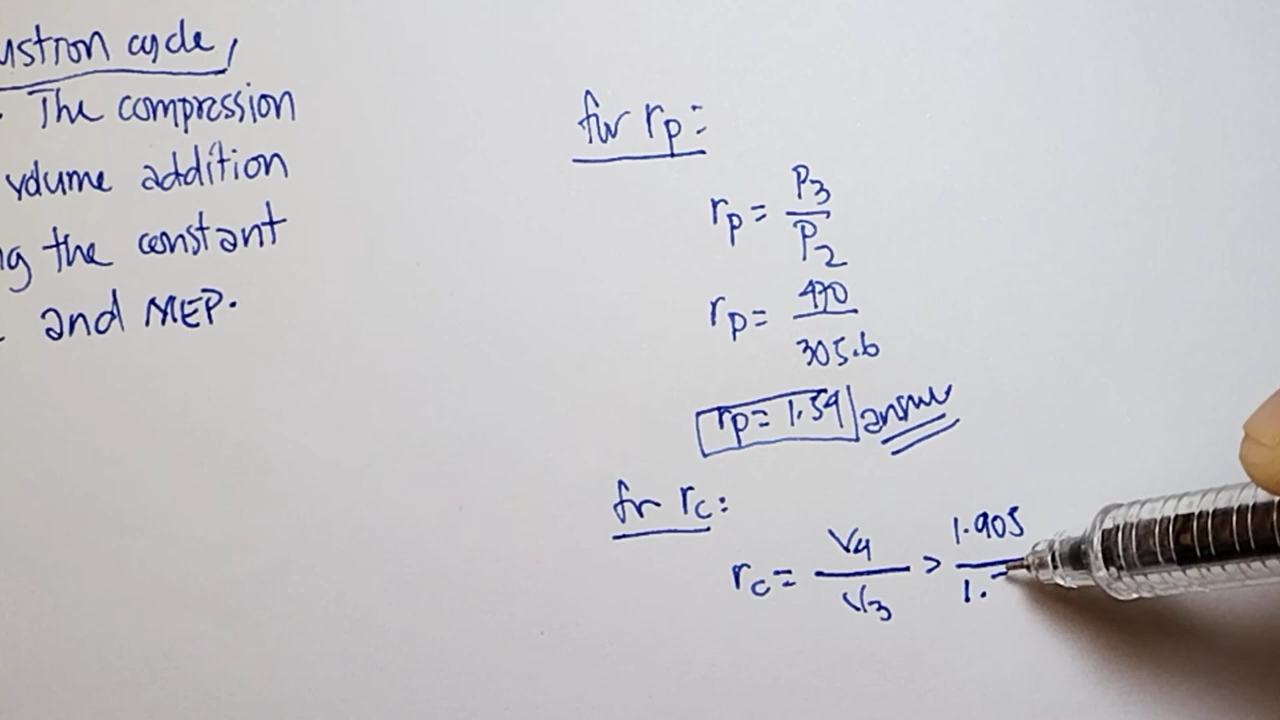 ustion cycle,
. The compression
volume addition
ng the constant
and MEP.
for rp:
rp = P3
P2
rp = 470
305.6
rp = 1.54 answer
for rc:
rc = V4 / V3 > 1.905
1.